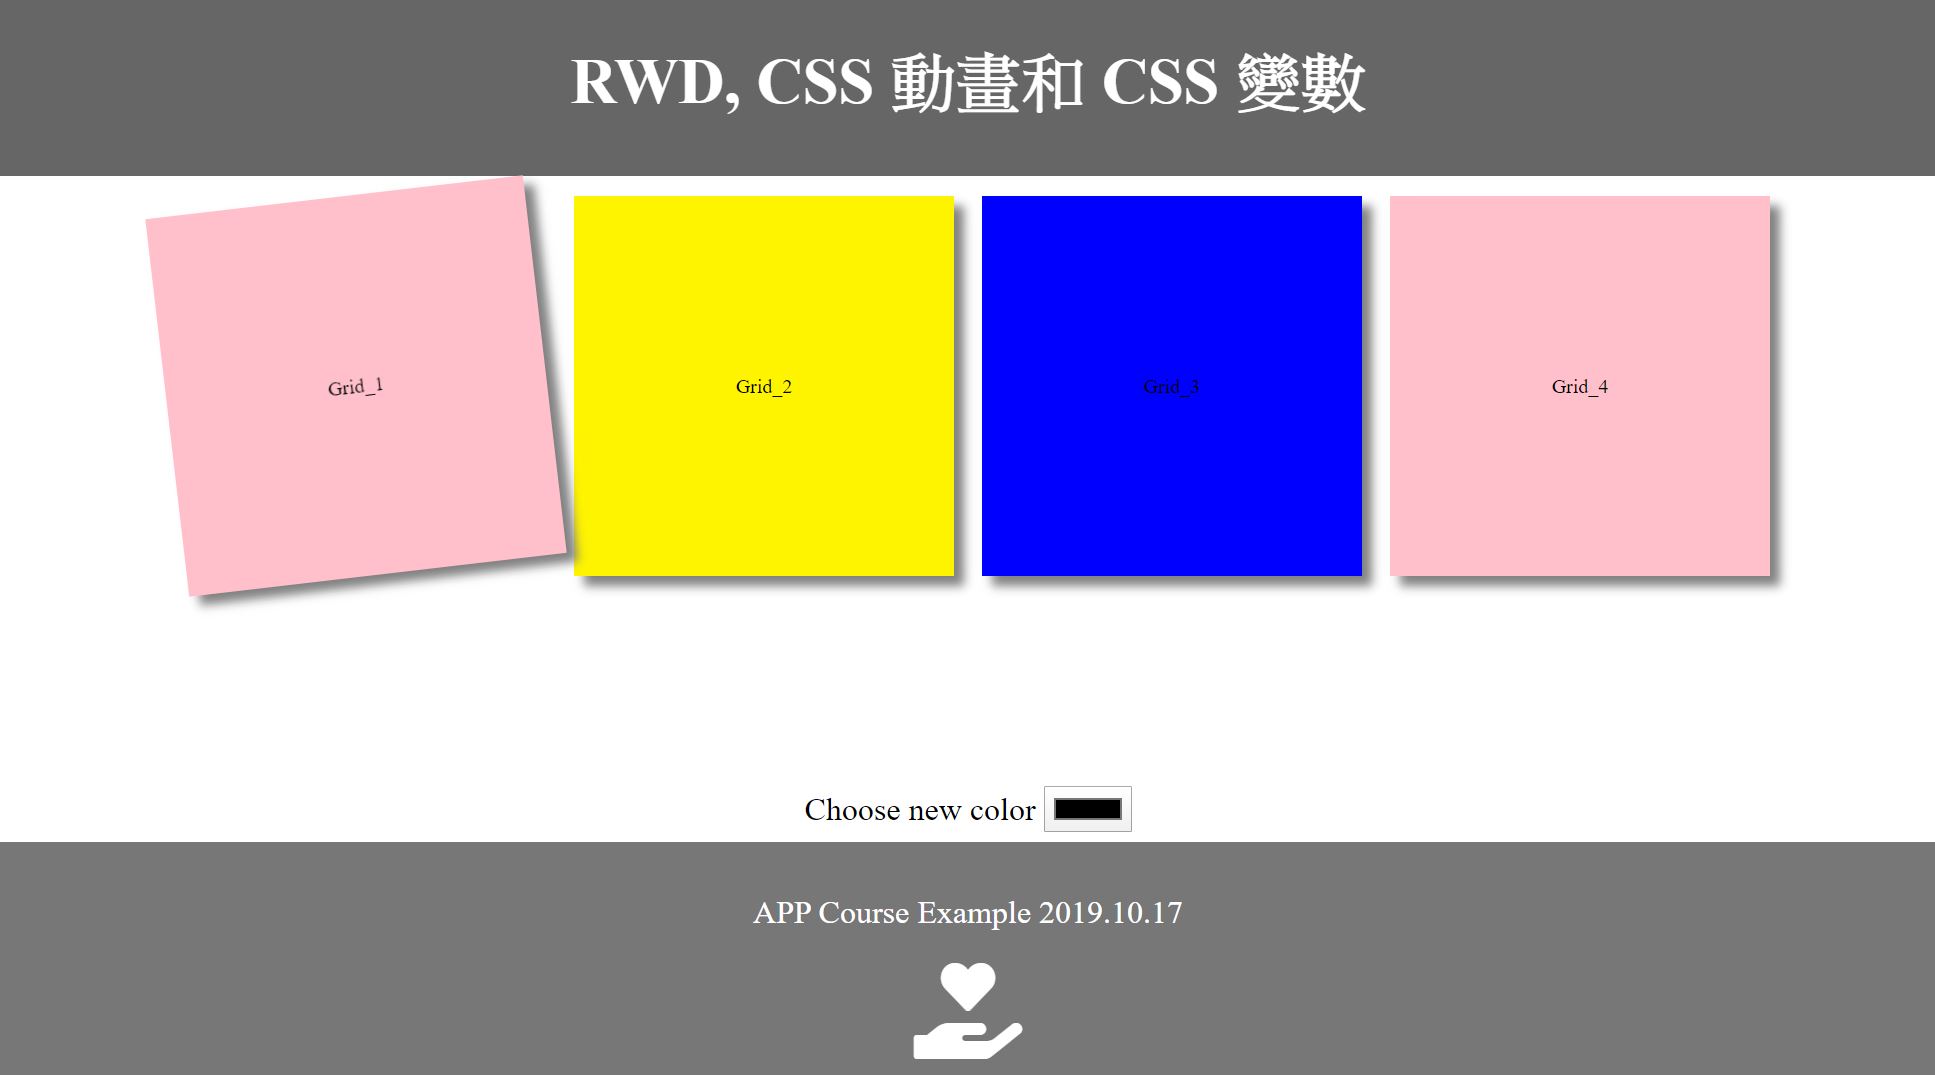 RWD, CSS 動畫和 CSS 變數
Grid_1
Grid_2
Grid_3
Grid_4
Choose new color
APP Course Example 2019.10.17